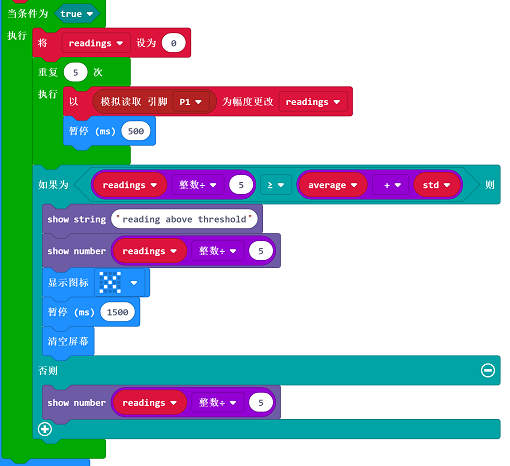 当条件为 true
执行 将 readings 设为 0
重复 5 次
执行 以 模拟读取 引脚 P1 为幅度更改 readings
暂停 (ms) 500
如果为 readings 整数÷ 5 ≥ average + std 则
show string "reading above threshold"
show number readings 整数÷ 5
显示图标
暂停 (ms) 1500
清空屏幕
否则
show number readings 整数÷ 5